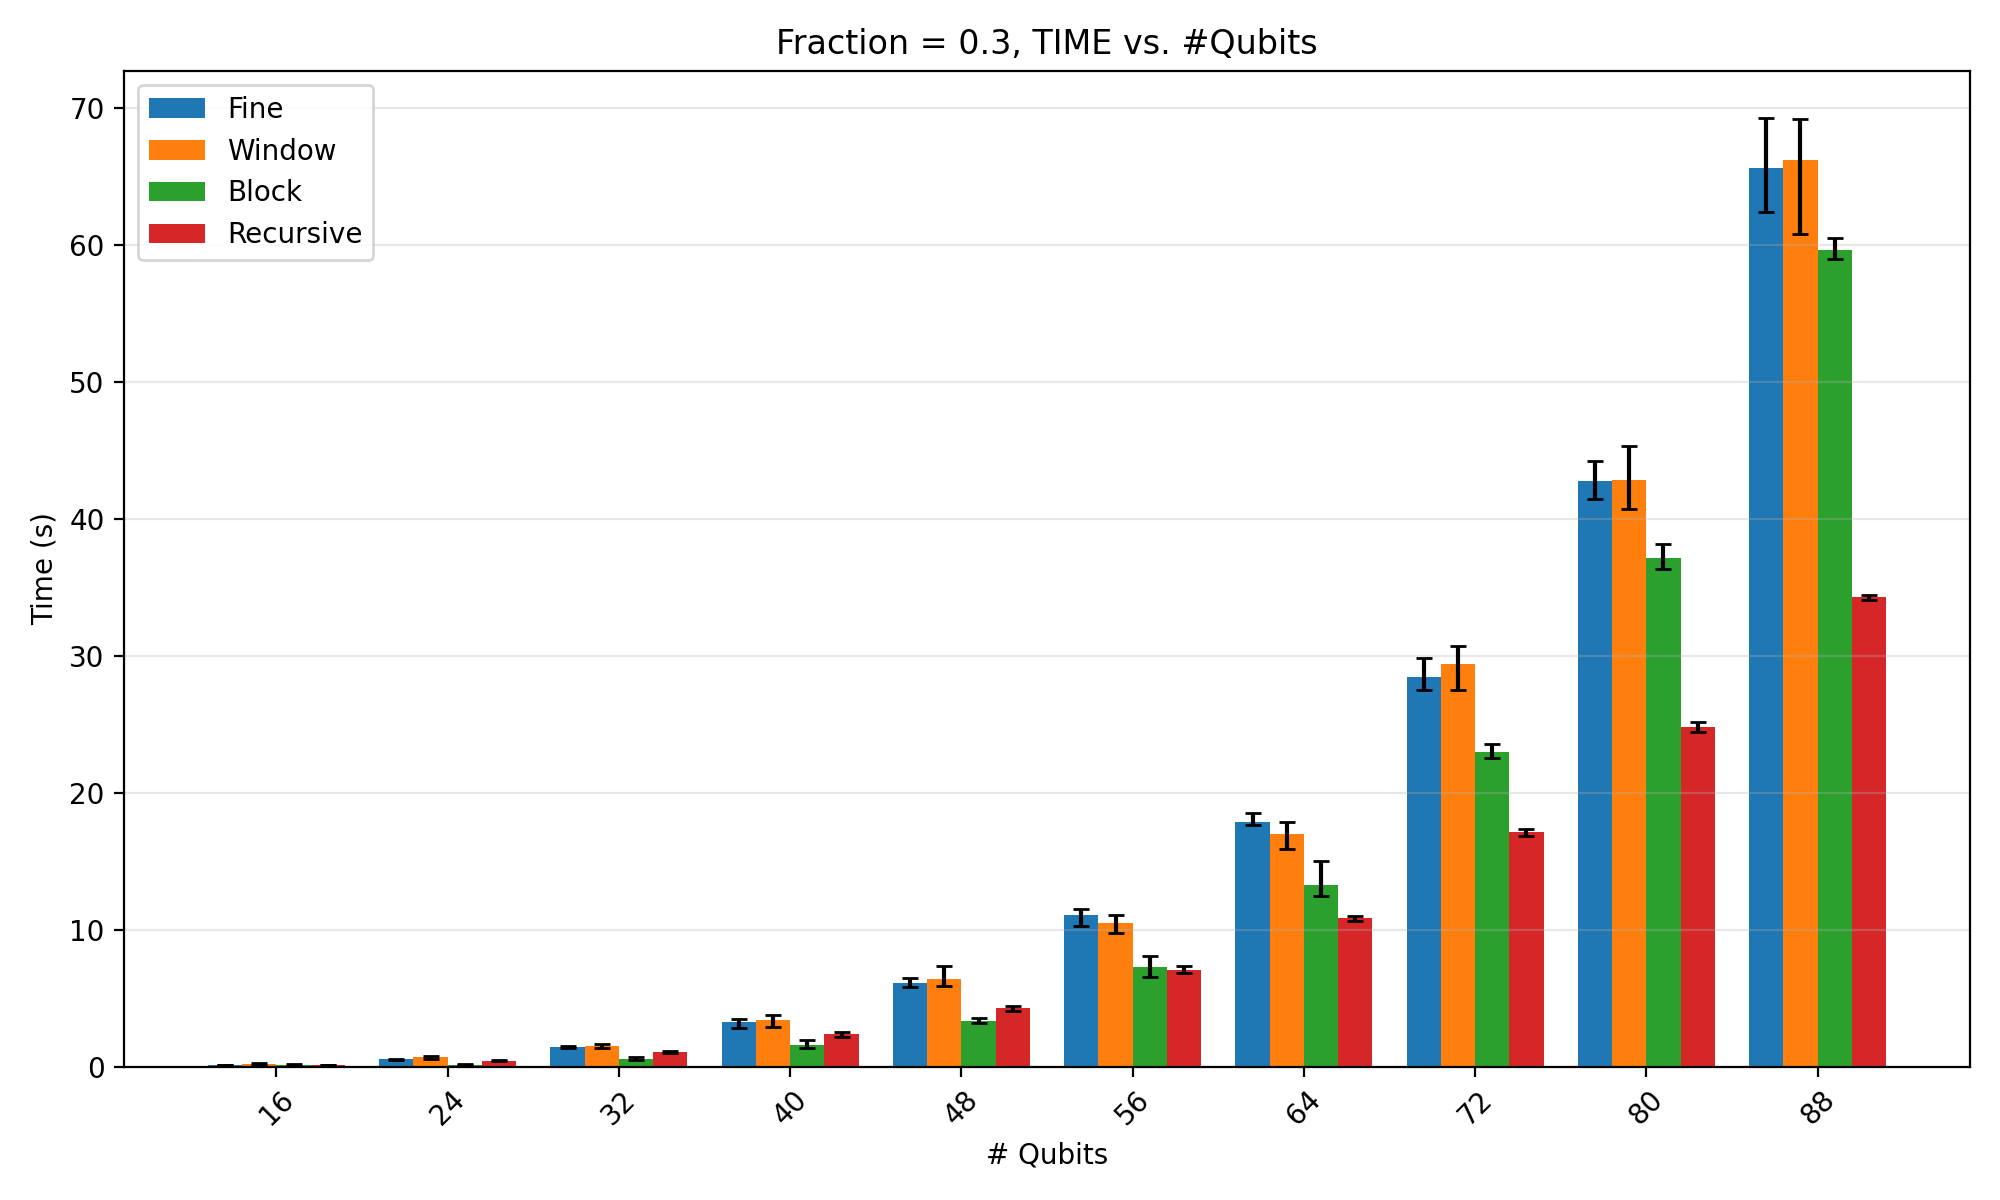 Fraction = 0.3, TIME vs. #Qubits
Fine
Window
Block
Recursive
Time (s)
70
60
50
40
30
20
10
0
16 24 32 40 48 56 64 72 80 88
# Qubits